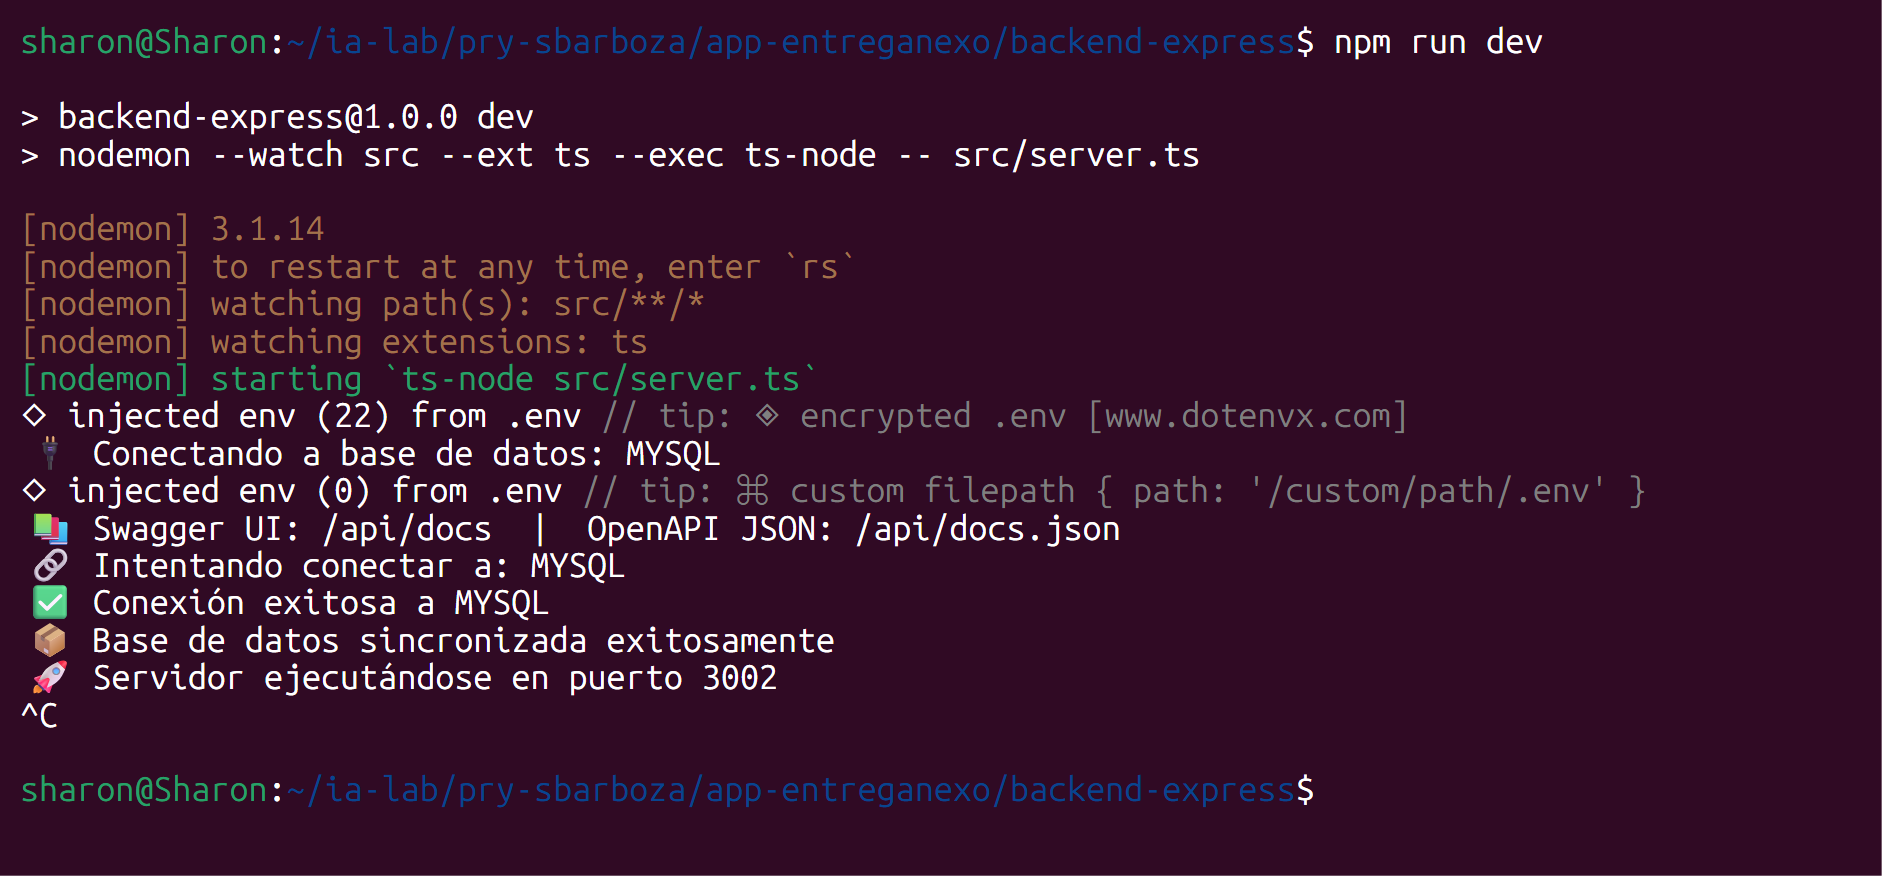 sharon@Sharon:~/ia-lab/pry-sbarboza/app-entreganexo/backend-express$ npm run dev
> backend-express@1.0.0 dev
> nodemon --watch src --ext ts --exec ts-node -- src/server.ts
[nodemon] 3.1.14
[nodemon] to restart at any time, enter `rs`
[nodemon] watching path(s): src/**/*
[nodemon] watching extensions: ts
[nodemon] starting `ts-node src/server.ts`
◇ injected env (22) from .env // tip: ◈ encrypted .env [www.dotenvx.com]
🔌 Conectando a base de datos: MYSQL
◇ injected env (0) from .env // tip: ⌘ custom filepath { path: '/custom/path/.env' }
📚 Swagger UI: /api/docs  |  OpenAPI JSON: /api/docs.json
🔗 Intentando conectar a: MYSQL
✅ Conexión exitosa a MYSQL
📦 Base de datos sincronizada exitosamente
🚀 Servidor ejecutándose en puerto 3002
^C
sharon@Sharon:~/ia-lab/pry-sbarboza/app-entreganexo/backend-express$